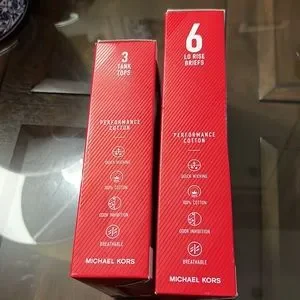 3
TANK
TOPS
PERFORMANCE
COTTON
QUICK WICKING
100% COTTON
ODOR INHIBITION
BREATHABLE
MICHAEL KORS
6
LO RISE
BRIEFS
PERFORMANCE
COTTON
QUICK WICKING
100% COTTON
ODOR INHIBITION
BREATHABLE
MICHAEL KORS